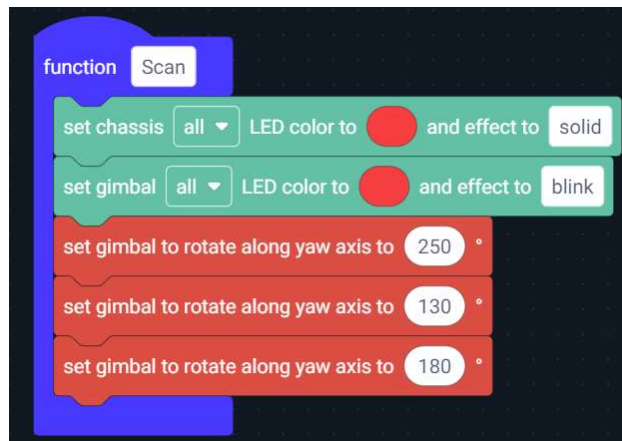 function Scan
set chassis all LED color to and effect to solid
set gimbal all LED color to and effect to blink
set gimbal to rotate along yaw axis to 250 °
set gimbal to rotate along yaw axis to 130 °
set gimbal to rotate along yaw axis to 180 °